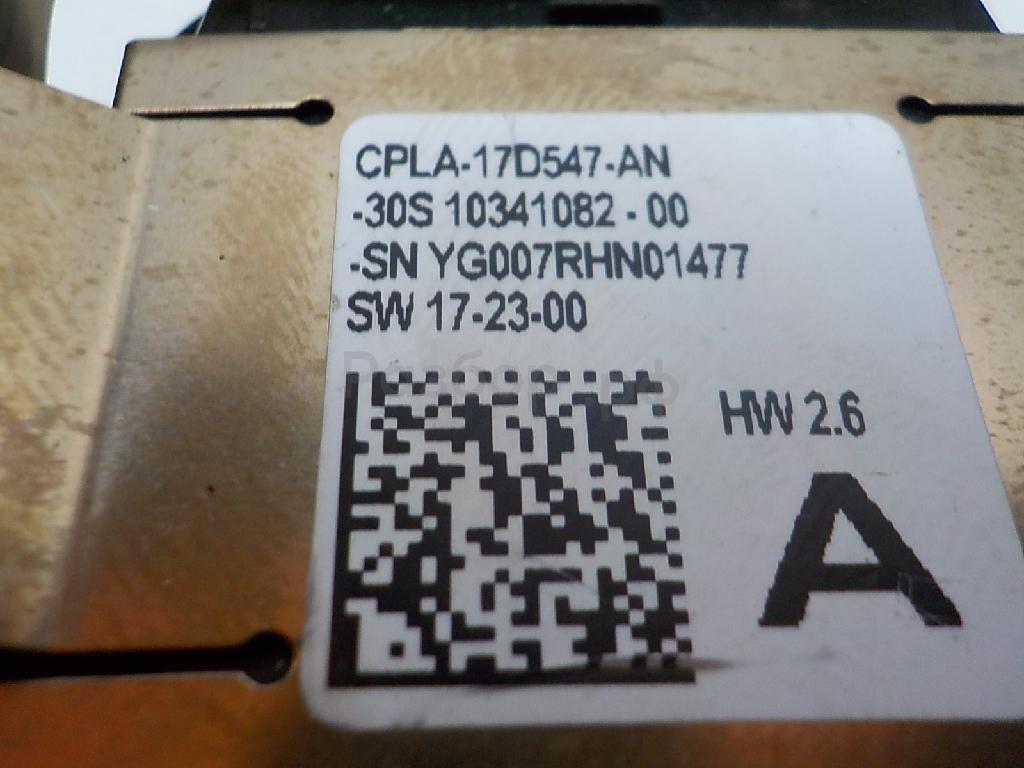 CPLA-17D547-AN
-30S 10341082 - 00
-SN YG007RHN01477
SW 17-23-00
HW 2.6
A